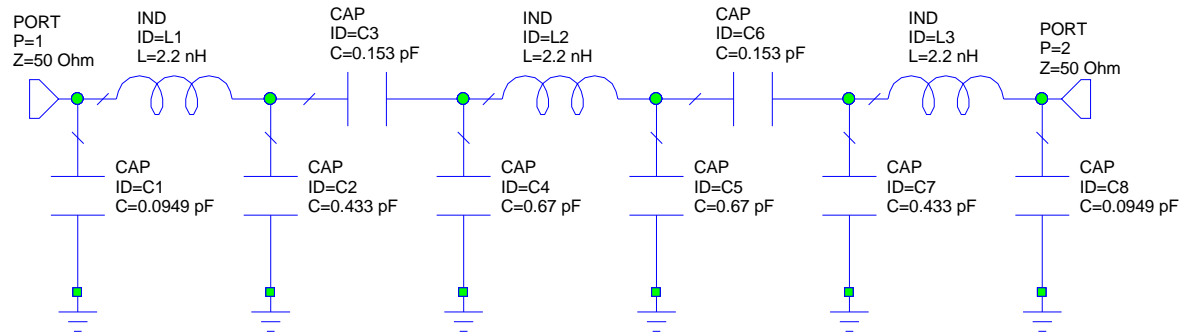 PORT
P=1
Z=50 Ohm
IND
ID=L1
L=2.2 nH
CAP
ID=C3
C=0.153 pF
IND
ID=L2
L=2.2 nH
CAP
ID=C6
C=0.153 pF
IND
ID=L3
L=2.2 nH
PORT
P=2
Z=50 Ohm
CAP
ID=C1
C=0.0949 pF
CAP
ID=C2
C=0.433 pF
CAP
ID=C4
C=0.67 pF
CAP
ID=C5
C=0.67 pF
CAP
ID=C7
C=0.433 pF
CAP
ID=C8
C=0.0949 pF